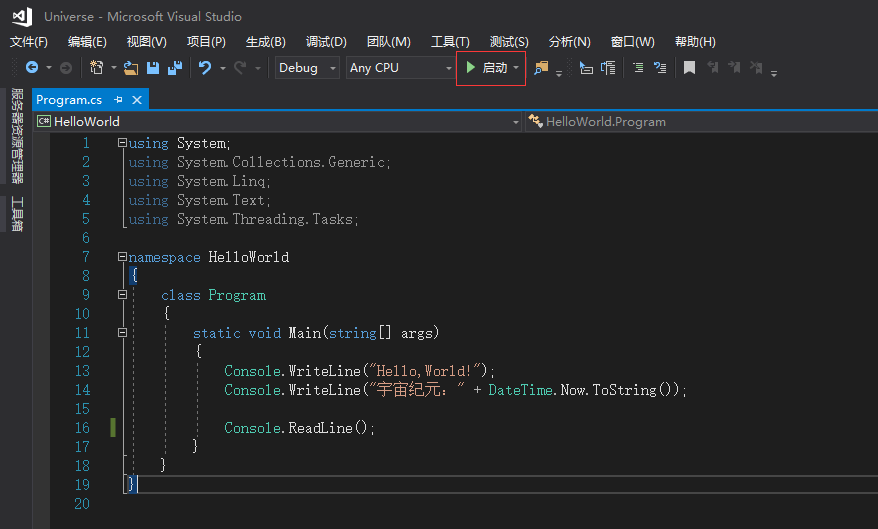 Universe - Microsoft Visual Studio
文件(F) 编辑(E) 视图(V) 项目(P) 生成(B) 调试(D) 团队(M) 工具(T) 测试(S) 分析(N) 窗口(W) 帮助(H)
Debug Any CPU 启动
服务器资源管理器
工具箱
Program.cs
C# HelloWorld HelloWorld.Program
1 using System;
2 using System.Collections.Generic;
3 using System.Linq;
4 using System.Text;
5 using System.Threading.Tasks;
6
7 namespace HelloWorld
8 {
9 class Program
10 {
11 static void Main(string[] args)
12 {
13 Console.WriteLine("Hello,World!");
14 Console.WriteLine("宇宙纪元：" + DateTime.Now.ToString());
15
16 Console.ReadLine();
17 }
18 }
19 }
20